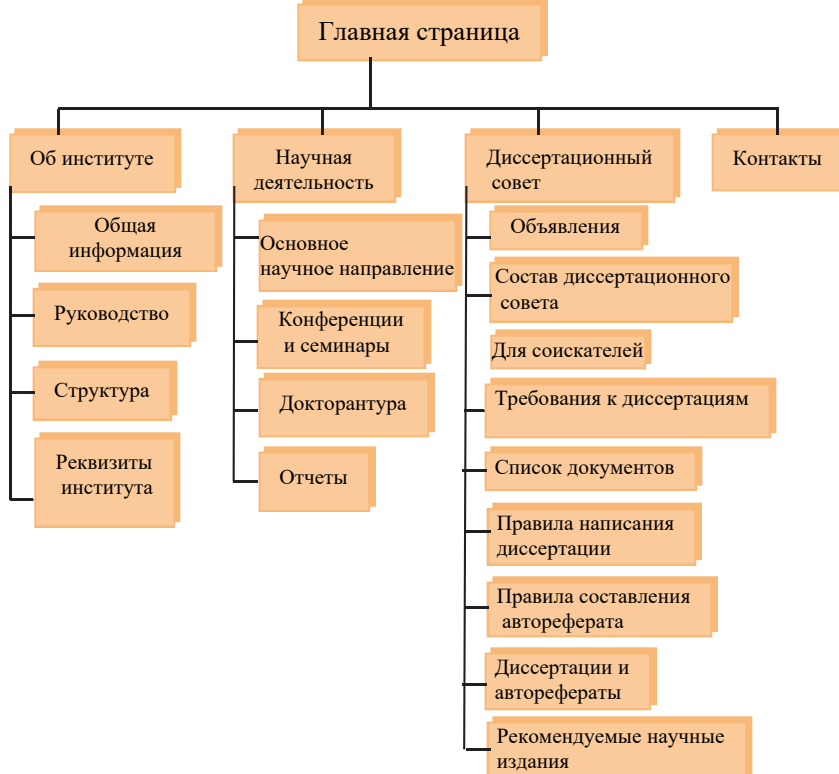 Главная страница
Об институте
Общая
информация
Руководство
Структура
Реквизиты
института
Научная
деятельность
Основное
научное направление
Конференции
и семинары
Докторантура
Отчеты
Диссертационный
совет
Объявления
Состав диссертационного
совета
Для соискателей
Требования к диссертациям
Список документов
Правила написания
диссертации
Правила составления
автореферата
Диссертации и
авторефераты
Рекомендуемые научные
издания
Контакты